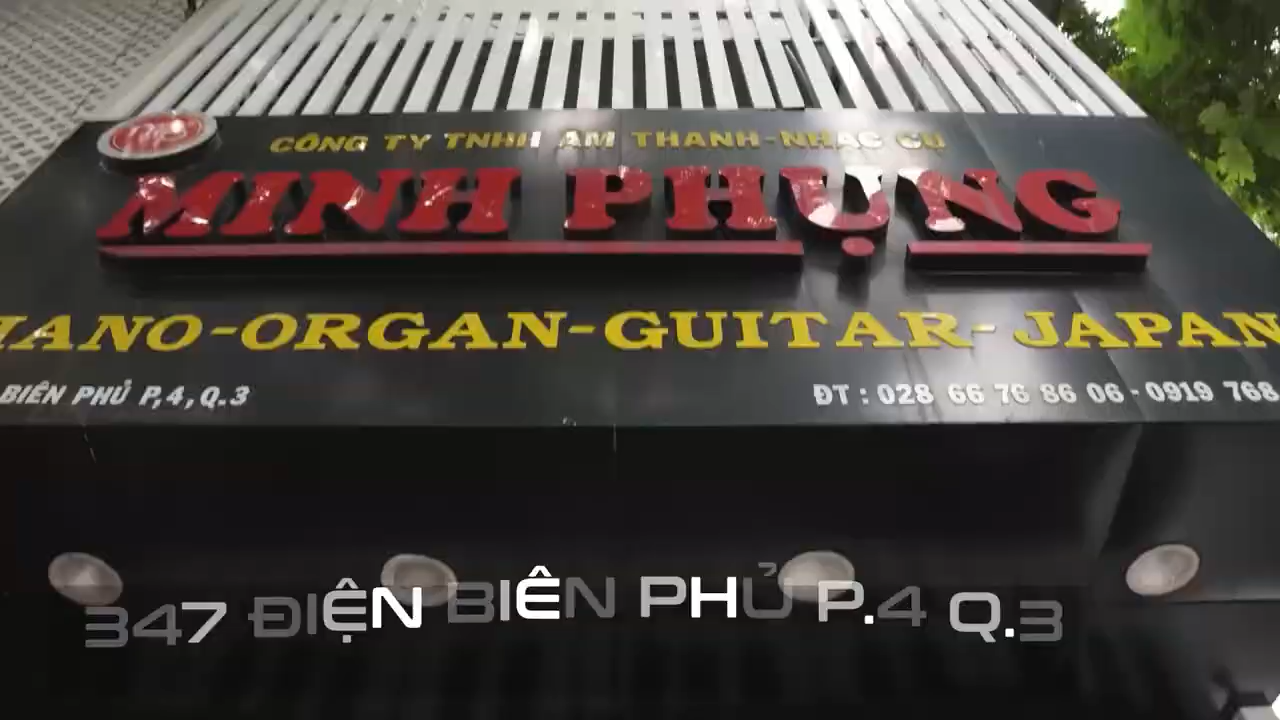 CÔNG TY TNHH ÂM THANH-NHẠC CỤ
MINH PHỤNG
IANO-ORGAN-GUITAR-JAPAN
BIÊN PHỦ P,4,Q.3
ĐT : 028 66 76 86 06 - 0919 768
347 ĐIỆN BIÊN PHỦ P.4 Q.3